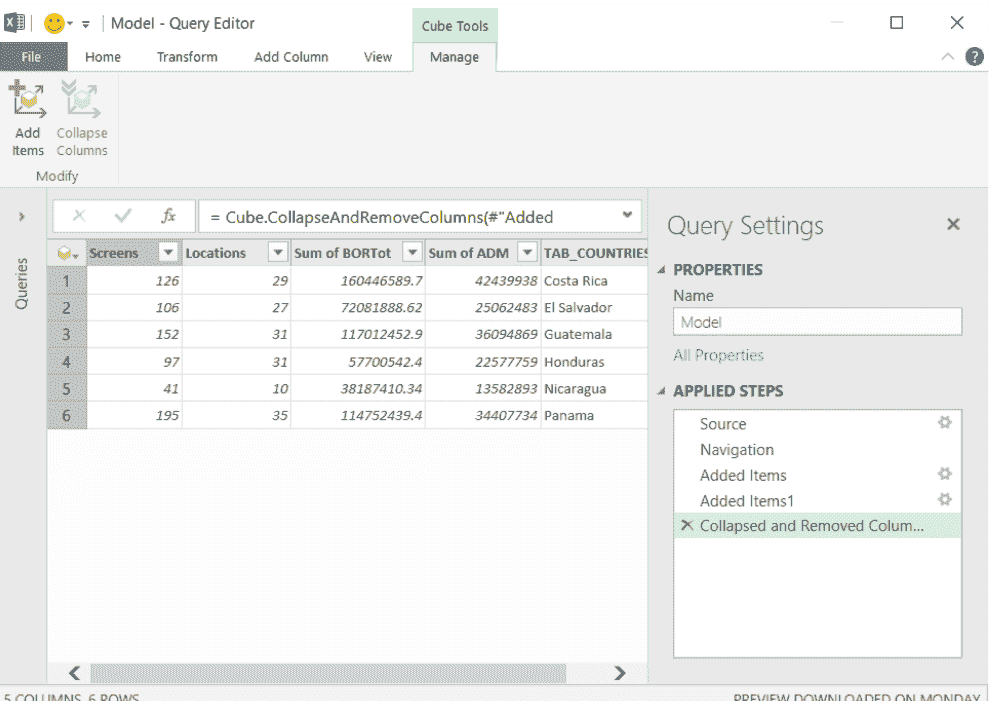 Model - Query Editor
Cube Tools
File Home Transform Add Column View Manage
Add Items
Collapse Columns
Modify
= Cube.CollapseAndRemoveColumns(#"Added
Queries
Screens Locations Sum of BORTot Sum of ADM TAB_COUNTRIES
1 126 29 160446589.7 42439938 Costa Rica
2 106 27 72081888.62 25062483 El Salvador
3 152 31 117012452.9 36094869 Guatemala
4 97 31 57700542.4 22577759 Honduras
5 41 10 38187410.34 13582893 Nicaragua
6 195 35 114752439.4 34407734 Panama
Query Settings
PROPERTIES
Name
Model
All Properties
APPLIED STEPS
Source
Navigation
Added Items
Added Items1
Collapsed and Removed Colum...
5 COLUMNS, 6 ROWS
PREVIEW DOWNLOADED ON MONDAY